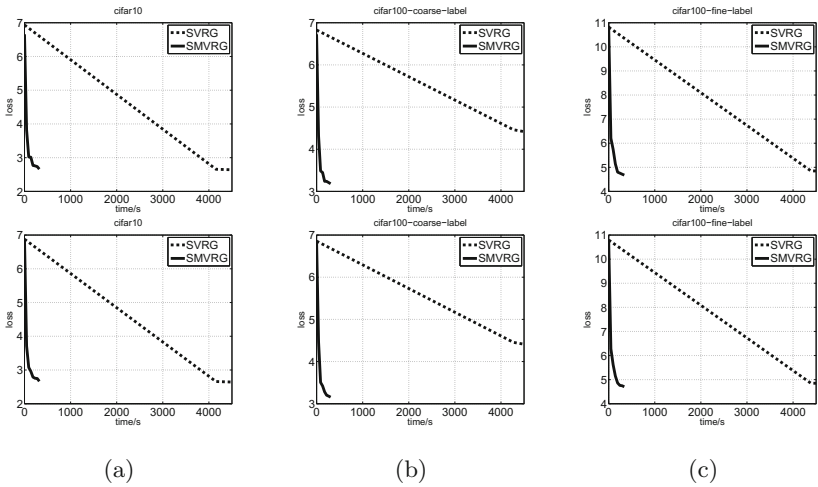 cifar10
7
6
5
4
3
2
loss
SVRG
SMVRG
0 1000 2000 3000 4000
time/s
cifar100-coarse-label
7
6
5
4
3
loss
SVRG
SMVRG
0 1000 2000 3000 4000
time/s
cifar100-fine-label
11
10
9
8
7
6
5
4
loss
SVRG
SMVRG
0 1000 2000 3000 4000
time/s
cifar10
7
6
5
4
3
2
loss
SVRG
SMVRG
0 1000 2000 3000 4000
time/s
cifar100-coarse-label
7
6
5
4
3
loss
SVRG
SMVRG
0 1000 2000 3000 4000
time/s
cifar100-fine-label
11
10
9
8
7
6
5
4
loss
SVRG
SMVRG
0 1000 2000 3000 4000
time/s
(a)
(b)
(c)